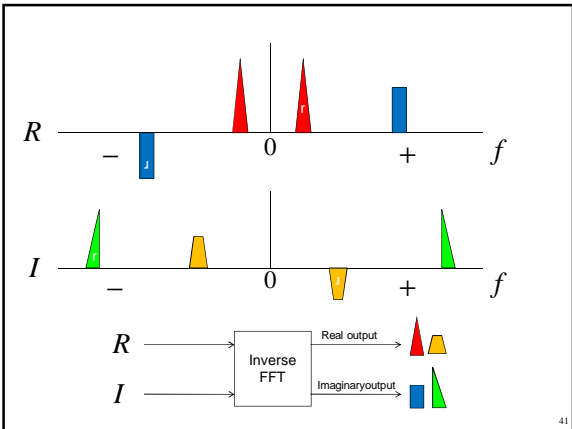 R
0
−
+
f
I
0
−
+
f
R
Real output
Inverse
FFT
I
Imaginaryoutput
41